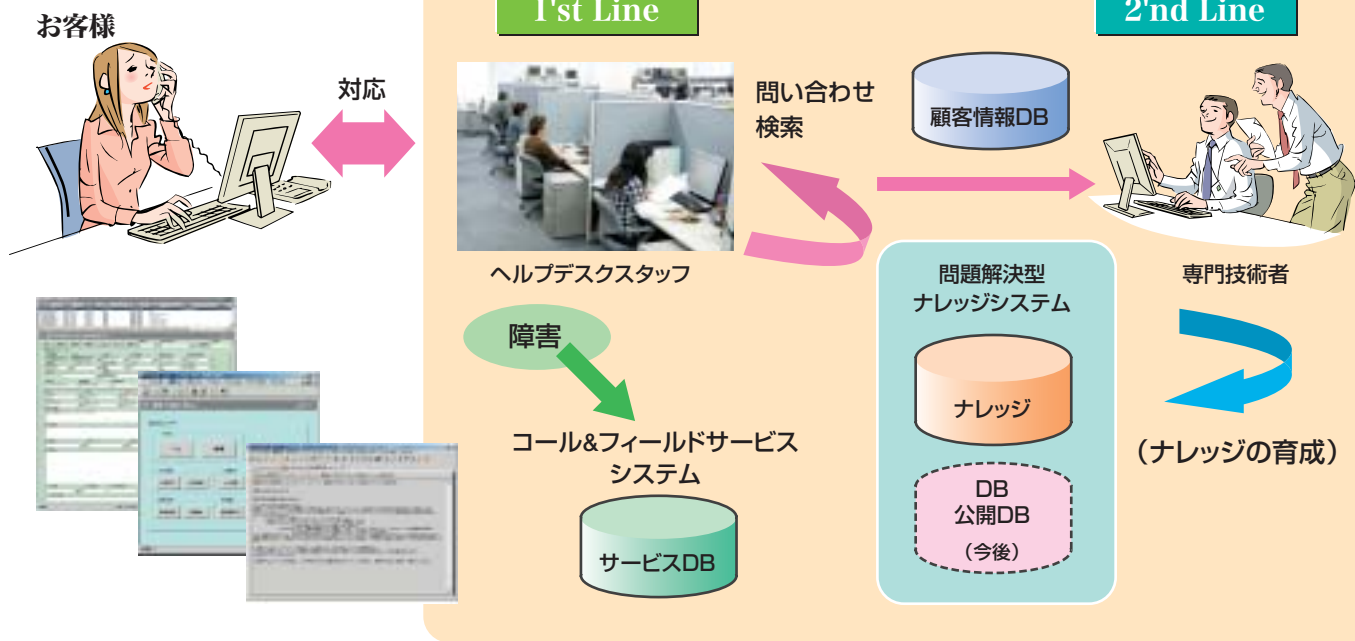 お客様
1'st Line
2'nd Line
対応
問い合わせ
検索
顧客情報DB
ヘルプデスクスタッフ
問題解決型
ナレッジシステム
専門技術者
障害
ナレッジ
コール&フィールドサービス
システム
(ナレッジの育成)
DB
公開DB
(今後)
サービスDB